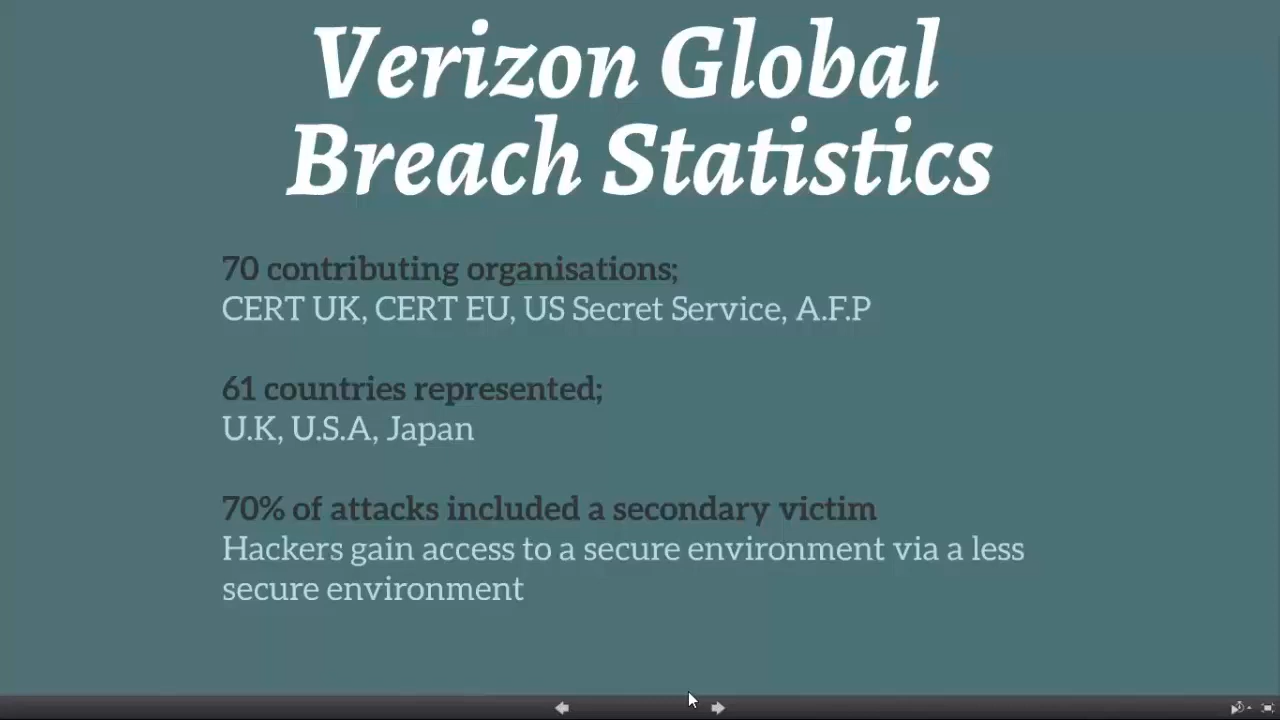 Verizon Global
Breach Statistics
70 contributing organisations;
CERT UK, CERT EU, US Secret Service, A.F.P
61 countries represented;
U.K, U.S.A, Japan
70% of attacks included a secondary victim
Hackers gain access to a secure environment via a less
secure environment